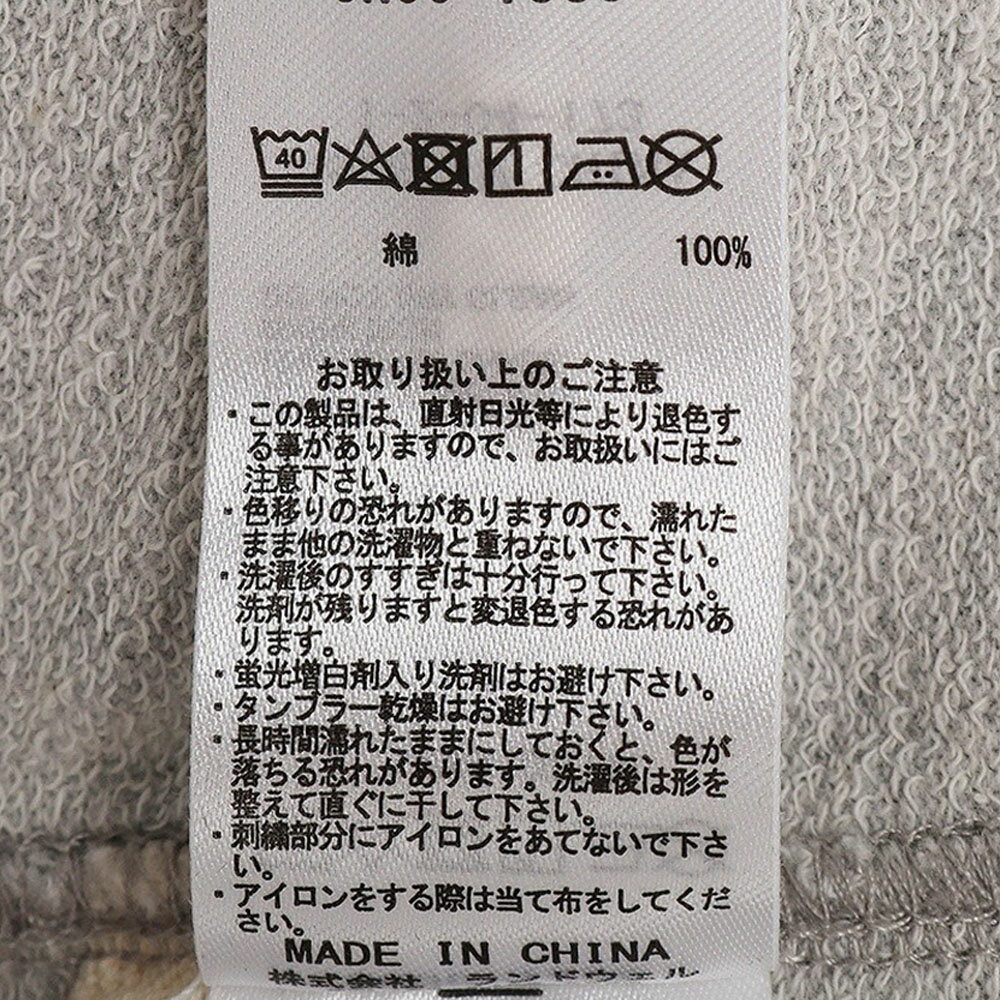 40
綿 100%
お取り扱い上のご注意
・この製品は、直射日光等により退色す
る事がありますので、お取扱いにはご
注意下さい。
・色移りの恐れがありますので、濡れた
まま他の洗濯物と重ねないで下さい。
・洗濯後のすすぎは十分行って下さい。
洗剤が残りますと変退色する恐れがあ
ります。
・蛍光増白剤入り洗剤はお避け下さい。
・タンブラー乾燥はお避け下さい。
・長時間濡れたままにしておくと、色が
落ちる恐れがあります。洗濯後は形を
整えて直ぐに干して下さい。
・刺繍部分にアイロンをあてないで下さ
い。
・アイロンをする際は当て布をしてくだ
さい。
MADE IN CHINA
株式会社 ランドウェル